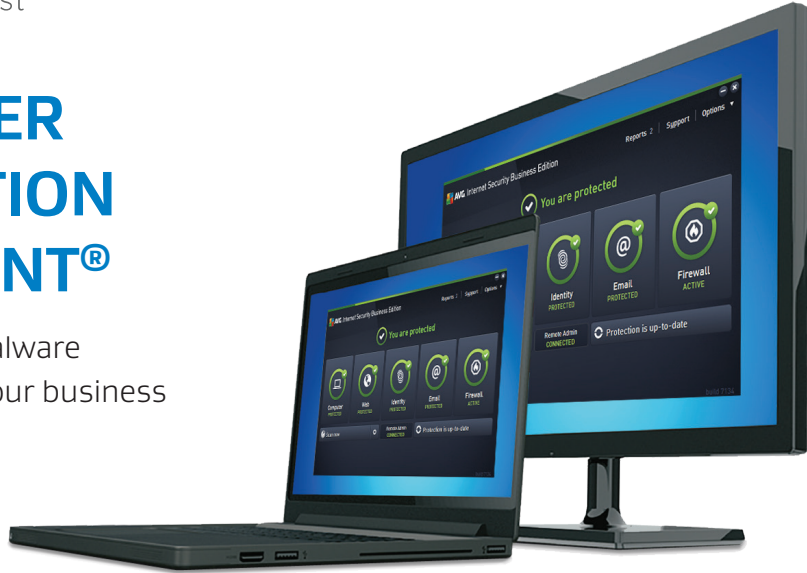 st
ER
TION
NT®
alware
our business
Reports 2 Support Options
AVG Internet Security Business Edition
You are protected
Identity
PROTECTED
Email
PROTECTED
Firewall
ACTIVE
Remote Admin
CONNECTED
Protection is up-to-date
AVG Internet Security Business Edition
Reports 2 Support Options
You are protected
Computer
PROTECTED
Web
PROTECTED
Identity
PROTECTED
Email
PROTECTED
Firewall
ACTIVE
Scan now
Remote Admin
CONNECTED
Protection is up-to-date